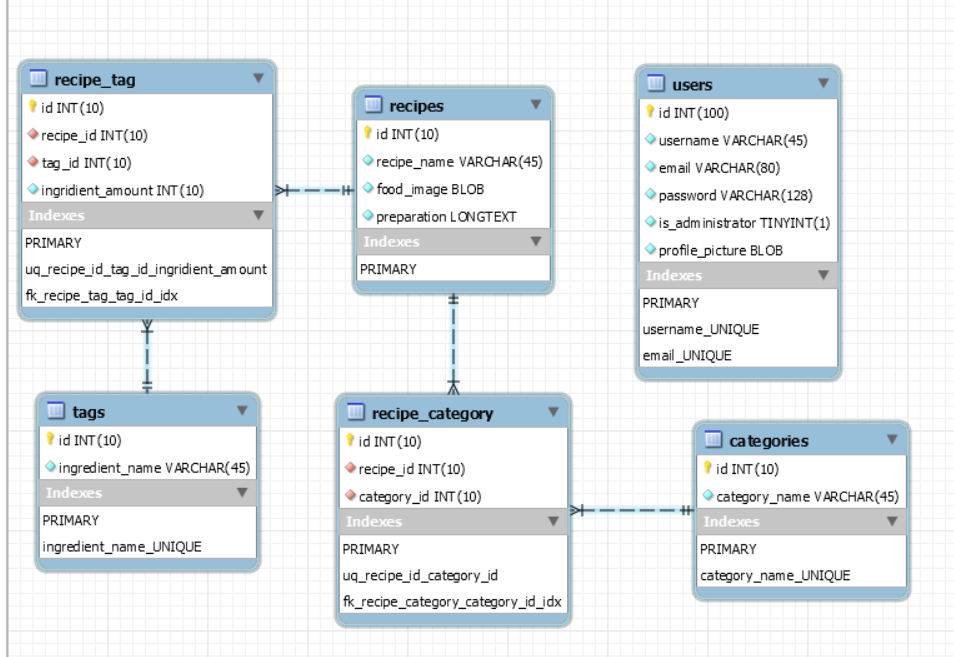 recipe_tag
id INT(10)
recipe_id INT(10)
tag_id INT(10)
ingridient_amount INT(10)
Indexes
PRIMARY
uq_recipe_id_tag_id_ingridient_amount
fk_recipe_tag_tag_id_idx
recipes
id INT(10)
recipe_name VARCHAR(45)
food_image BLOB
preparation LONGTEXT
Indexes
PRIMARY
users
id INT(100)
username VARCHAR(45)
email VARCHAR(80)
password VARCHAR(128)
is_administrator TINYINT(1)
profile_picture BLOB
Indexes
PRIMARY
username_UNIQUE
email_UNIQUE
tags
id INT(10)
ingredient_name VARCHAR(45)
Indexes
PRIMARY
ingredient_name_UNIQUE
recipe_category
id INT(10)
recipe_id INT(10)
category_id INT(10)
Indexes
PRIMARY
uq_recipe_id_category_id
fk_recipe_category_category_id_idx
categories
id INT(10)
category_name VARCHAR(45)
Indexes
PRIMARY
category_name_UNIQUE